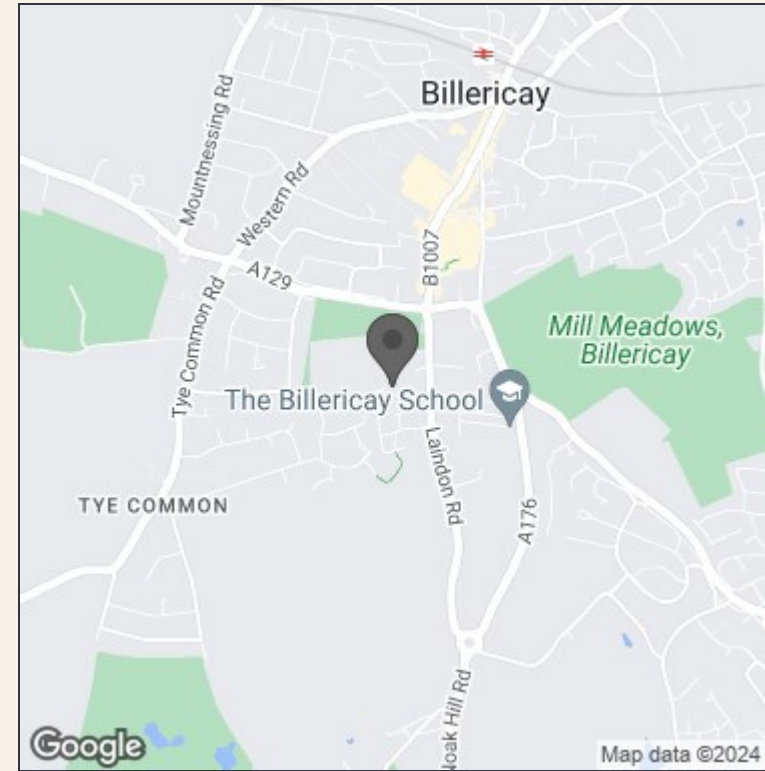 Billericay
Mountnessing Rd
Western Rd
B1007
A129
Tye Common Rd
Mill Meadows,
Billericay
The Billericay School
Laindon Rd
TYE COMMON
A176
Noak Hill Rd
Google
Map data ©2024